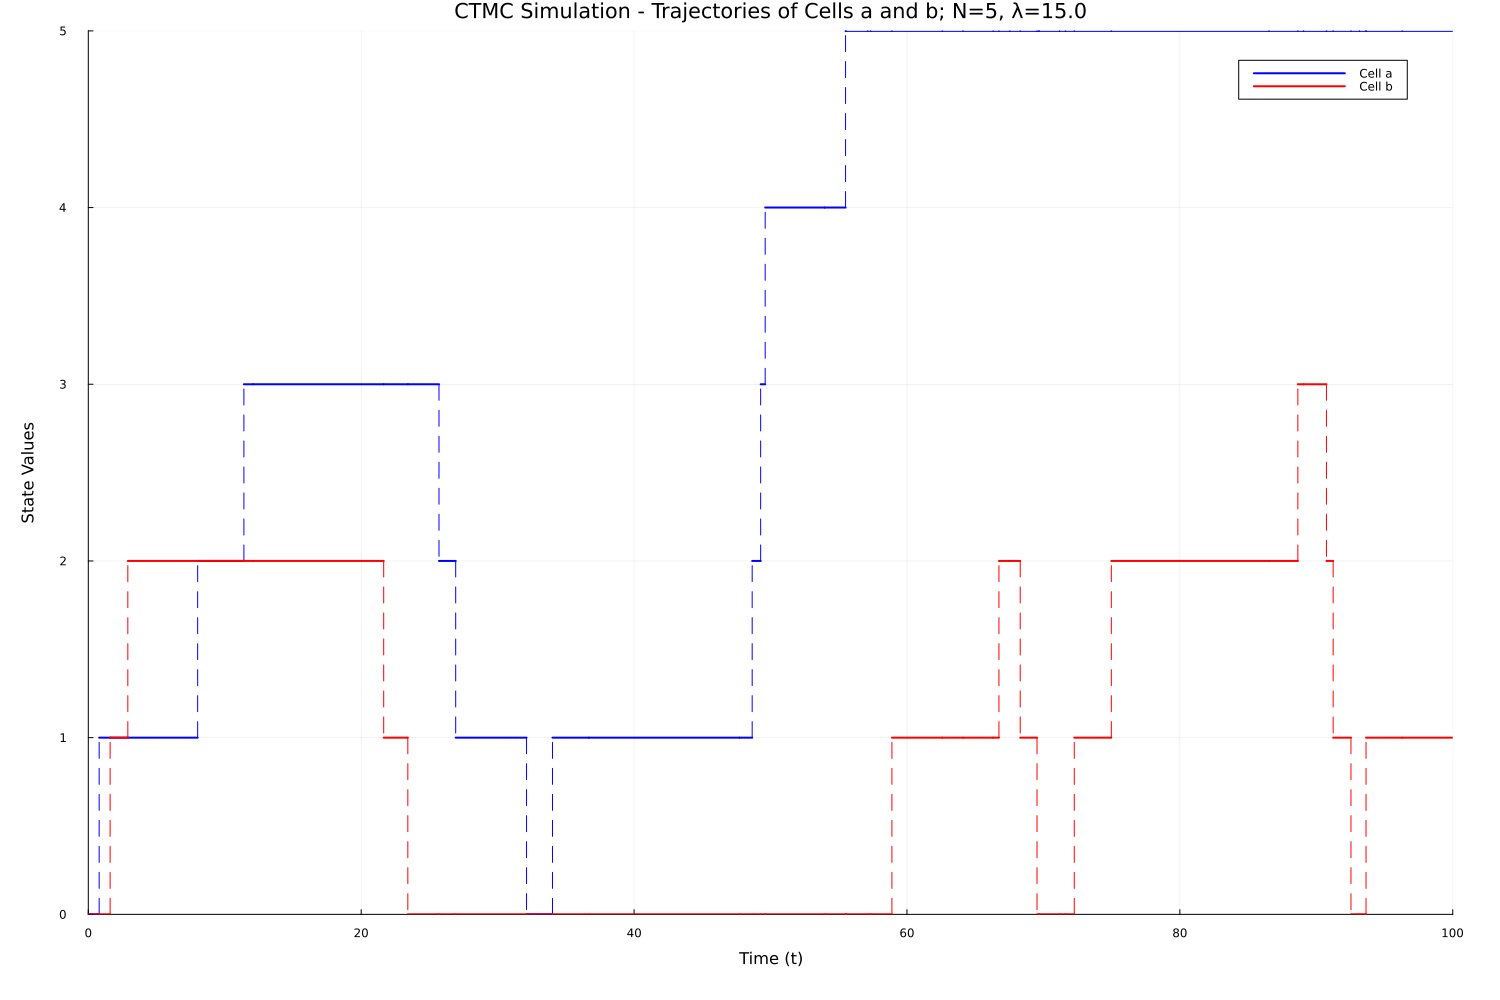 CTMC Simulation - Trajectories of Cells a and b; N=5, λ=15.0
5
Cell a
Cell b
4
3
State Values
2
1
0
0 20 40 60 80 100
Time (t)